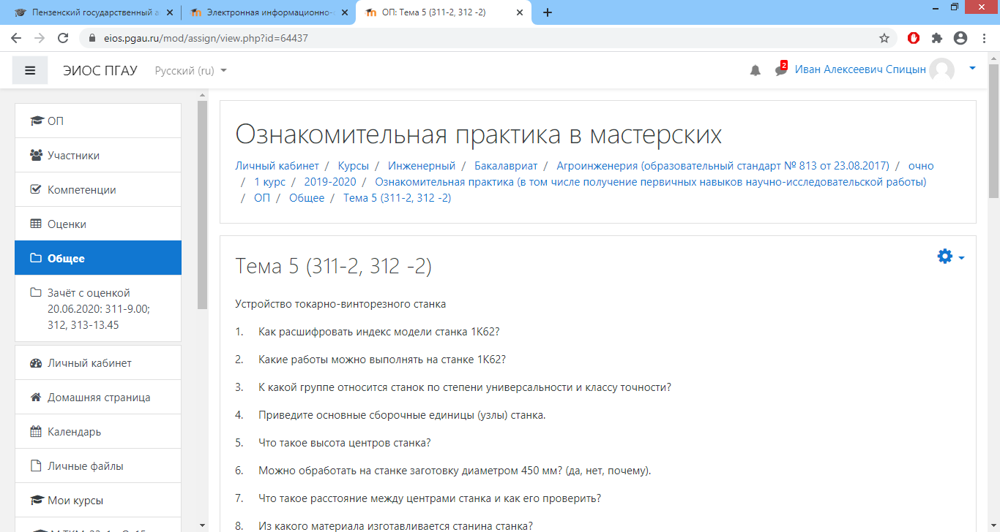 Пензенский государственный а
Электронная информационно-
ОП: Тема 5 (311-2, 312 -2)
eios.pgau.ru/mod/assign/view.php?id=64437
ЭИОС ПГАУ
Русский (ru)
2
Иван Алексеевич Спицын
ОП
Участники
Компетенции
Оценки
Общее
Зачёт с оценкой
20.06.2020: 311-9.00;
312, 313-13.45
Личный кабинет
Домашняя страница
Календарь
Личные файлы
Мои курсы
Ознакомительная практика в мастерских
Личный кабинет / Курсы / Инженерный / Бакалавриат / Агроинженерия (образовательный стандарт № 813 от 23.08.2017) / очно
/ 1 курс / 2019-2020 / Ознакомительная практика (в том числе получение первичных навыков научно-исследовательской работы)
/ ОП / Общее / Тема 5 (311-2, 312 -2)
Тема 5 (311-2, 312 -2)
Устройство токарно-винторезного станка
1. Как расшифровать индекс модели станка 1К62?
2. Какие работы можно выполнять на станке 1К62?
3. К какой группе относится станок по степени универсальности и классу точности?
4. Приведите основные сборочные единицы (узлы) станка.
5. Что такое высота центров станка?
6. Можно обработать на станке заготовку диаметром 450 мм? (да, нет, почему).
7. Что такое расстояние между центрами станка и как его проверить?
8. Из какого материала изготавливается станина станка?